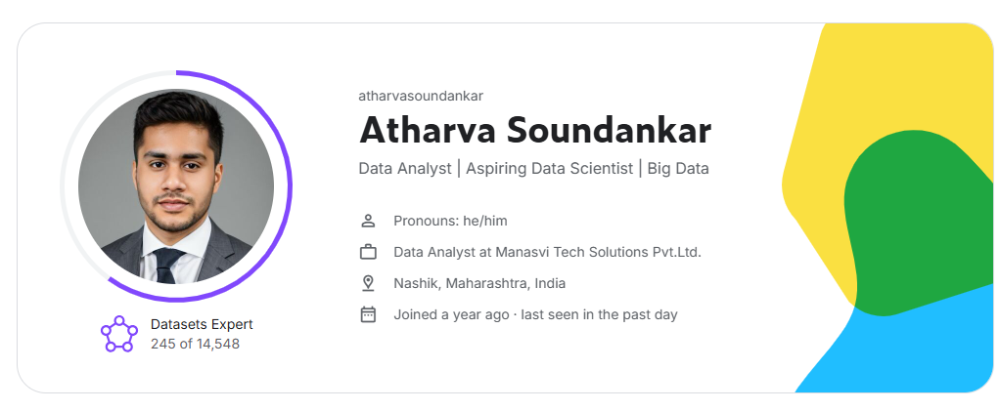 atharvasoundankar
Atharva Soundankar
Data Analyst | Aspiring Data Scientist | Big Data
Pronouns: he/him
Data Analyst at Manasvi Tech Solutions Pvt.Ltd.
Nashik, Maharashtra, India
Joined a year ago · last seen in the past day
Datasets Expert
245 of 14,548